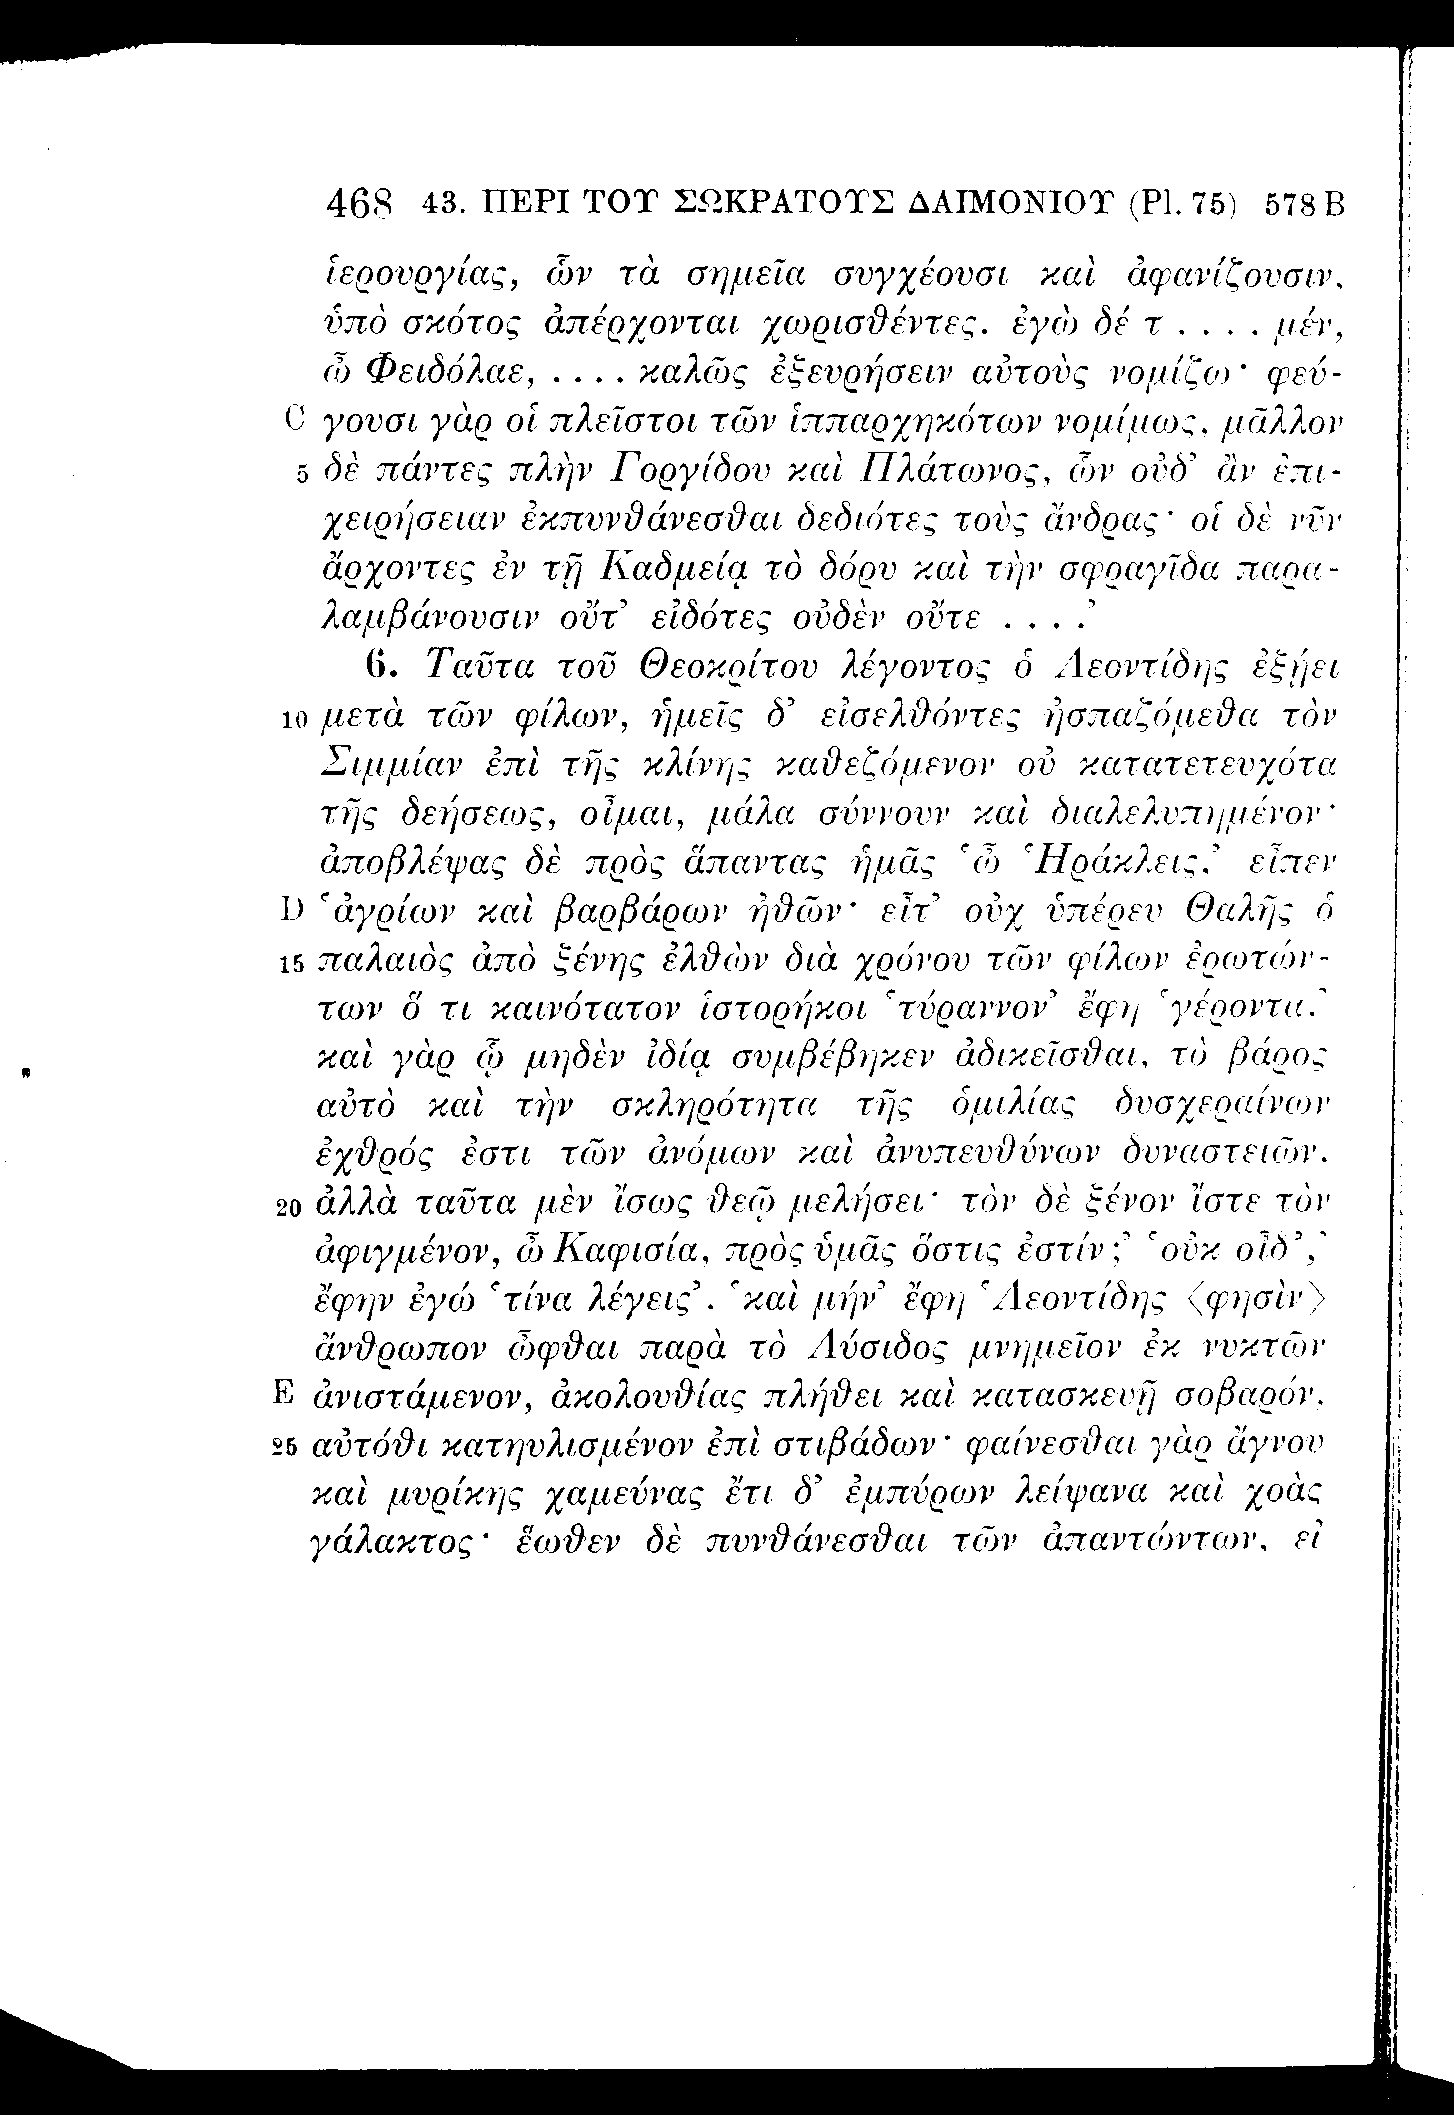 468 43. ΠΕΡΙ ΤΟΥ ΣΩΚΡΑΤΟΥΣ ΔΑΙΜΟΝΙΟΥ (Pl. 75) 578 B
ἱερουργίας, ὧν τὰ σημεῖα συγχέουσι καὶ ἀφανίζουσιν,
ὑπὸ σκότος ἀπέρχονται χωρισθέντες. ἐγὼ δέ τ . . . . μέν,
ὦ Φειδόλαε, . . . . καλῶς ἐξευρήσειν αὐτοὺς νομίζω· φεύ-
C γουσι γὰρ οἱ πλεῖστοι τῶν ἱππαρχηκότων νομίμως, μᾶλλον
5 δὲ πάντες πλὴν Γοργίδου καὶ Πλάτωνος, ὧν οὐδ’ ἂν ἐπι-
χειρήσειαν ἐκπυνθάνεσθαι δεδιότες τοὺς ἄνδρας· οἱ δὲ νῦν
ἄρχοντες ἐν τῇ Καδμείᾳ τὸ δόρυ καὶ τὴν σφραγῖδα παρα-
λαμβάνουσιν οὔτ’ εἰδότες οὐδὲν οὔτε . . . .’
6. Ταῦτα τοῦ Θεοκρίτου λέγοντος ὁ Λεοντίδης ἐξῄει
10 μετὰ τῶν φίλων, ἡμεῖς δ’ εἰσελθόντες ἠσπαζόμεθα τὸν
Σιμμίαν ἐπὶ τῆς κλίνης καθεζόμενον οὐ κατατετευχότα
τῆς δεήσεως, οἶμαι, μάλα σύννουν καὶ διαλελυπημένον·
ἀποβλέψας δὲ πρὸς ἅπαντας ἡμᾶς ‘ὦ Ἡράκλεις,’ εἶπεν
D ‘ἀγρίων καὶ βαρβάρων ἠθῶν· εἶτ’ οὐχ ὑπέρευ Θαλῆς ὁ
15 παλαιὸς ἀπὸ ξένης ἐλθὼν διὰ χρόνου τῶν φίλων ἐρωτών-
των ὅ τι καινότατον ἱστορήκοι ‘τύραννον’ ἔφη ‘γέροντα.’
καὶ γὰρ ᾧ μηδὲν ἰδίᾳ συμβέβηκεν ἀδικεῖσθαι, τὸ βάρος
αὐτὸ καὶ τὴν σκληρότητα τῆς ὁμιλίας δυσχεραίνων
ἐχθρός ἐστι τῶν ἀνόμων καὶ ἀνυπευθύνων δυναστειῶν.
20 ἀλλὰ ταῦτα μὲν ἴσως θεῷ μελήσει· τὸν δὲ ξένον ἴστε τὸν
ἀφιγμένον, ὦ Καφισία, πρὸς ὑμᾶς ὅστις ἐστίν;’ ‘οὐκ οἶδ’,’
ἔφην ἐγώ ‘τίνα λέγεις’. ‘καὶ μήν’ ἔφη ‘Λεοντίδης ⟨φησὶν⟩
ἄνθρωπον ὦφθαι παρὰ τὸ Λύσιδος μνημεῖον ἐκ νυκτῶν
E ἀνιστάμενον, ἀκολουθίας πλήθει καὶ κατασκευῇ σοβαρόν,
25 αὐτόθι κατηυλισμένον ἐπὶ στιβάδων· φαίνεσθαι γὰρ ἄγνου
καὶ μυρίκης χαμεύνας ἔτι δ’ ἐμπύρων λείψανα καὶ χοὰς
γάλακτος· ἕωθεν δὲ πυνθάνεσθαι τῶν ἀπαντώντων, εἰ